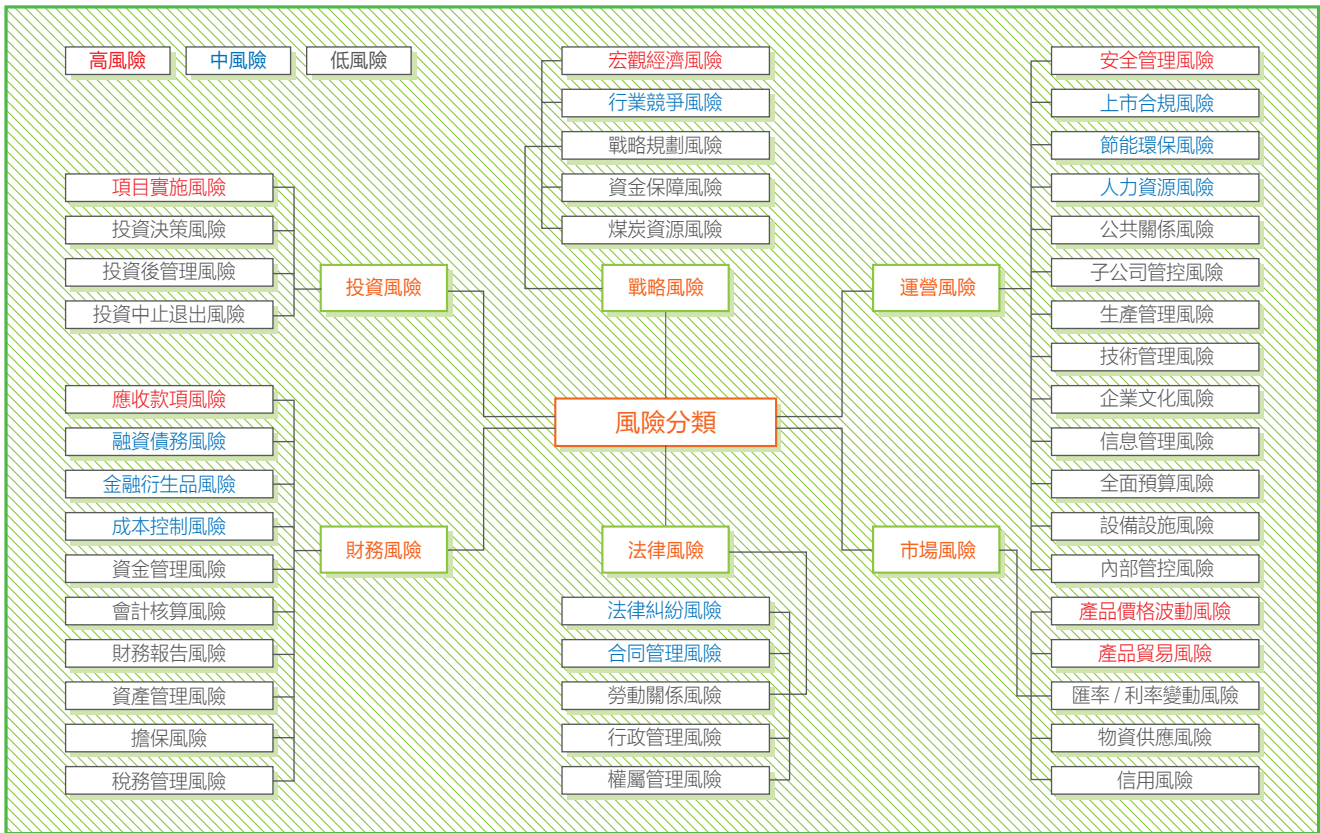 高風險
中風險
低風險
宏觀經濟風險
行業競爭風險
戰略規劃風險
資金保障風險
煤炭資源風險
戰略風險
項目實施風險
投資決策風險
投資後管理風險
投資中止退出風險
投資風險
安全管理風險
上市合規風險
節能環保風險
人力資源風險
公共關係風險
子公司管控風險
生產管理風險
技術管理風險
企業文化風險
信息管理風險
全面預算風險
設備設施風險
內部管控風險
運營風險
風險分類
應收款項風險
融資債務風險
金融衍生品風險
成本控制風險
資金管理風險
會計核算風險
財務報告風險
資產管理風險
擔保風險
稅務管理風險
財務風險
法律風險
法律糾紛風險
合同管理風險
勞動關係風險
行政管理風險
權屬管理風險
市場風險
產品價格波動風險
產品貿易風險
匯率 / 利率變動風險
物資供應風險
信用風險